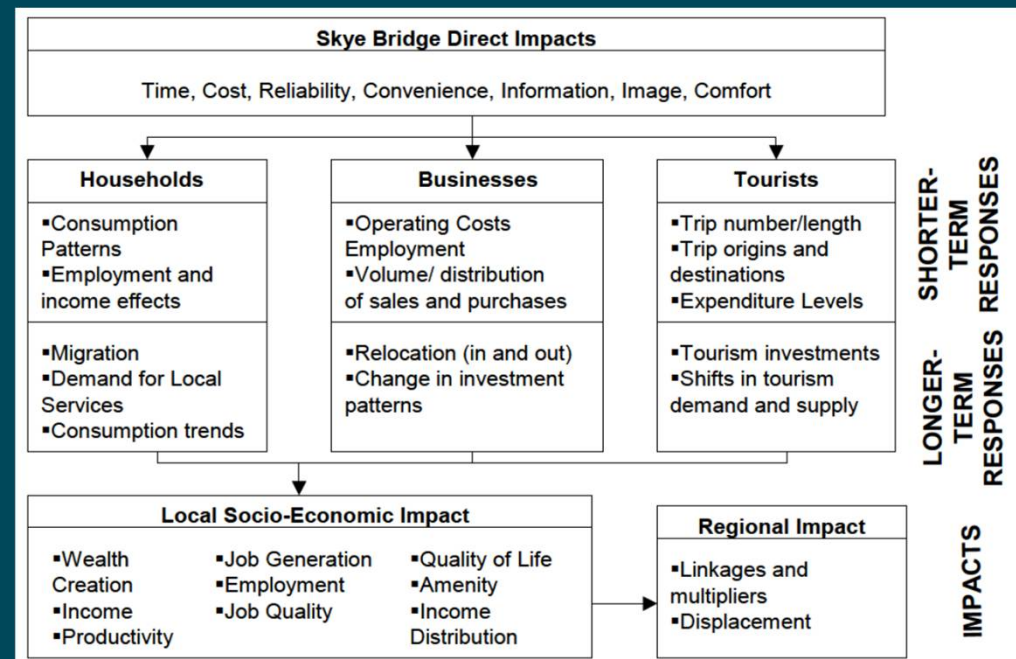 Skye Bridge Direct Impacts
Time, Cost, Reliability, Convenience, Information, Image, Comfort
Households
▪Consumption
Patterns
▪Employment and
income effects
▪Migration
▪Demand for Local
Services
▪Consumption trends
Businesses
▪Operating Costs
Employment
▪Volume/ distribution
of sales and purchases
▪Relocation (in and out)
▪Change in investment
patterns
Tourists
▪Trip number/length
▪Trip origins and
destinations
▪Expenditure Levels
▪Tourism investments
▪Shifts in tourism
demand and supply
SHORTER-
TERM
RESPONSES
LONGER-
TERM
RESPONSES
Local Socio-Economic Impact
▪Wealth
Creation
▪Income
▪Productivity
▪Job Generation
▪Employment
▪Job Quality
▪Quality of Life
▪Amenity
▪Income
Distribution
Regional Impact
▪Linkages and
multipliers
▪Displacement
IMPACTS